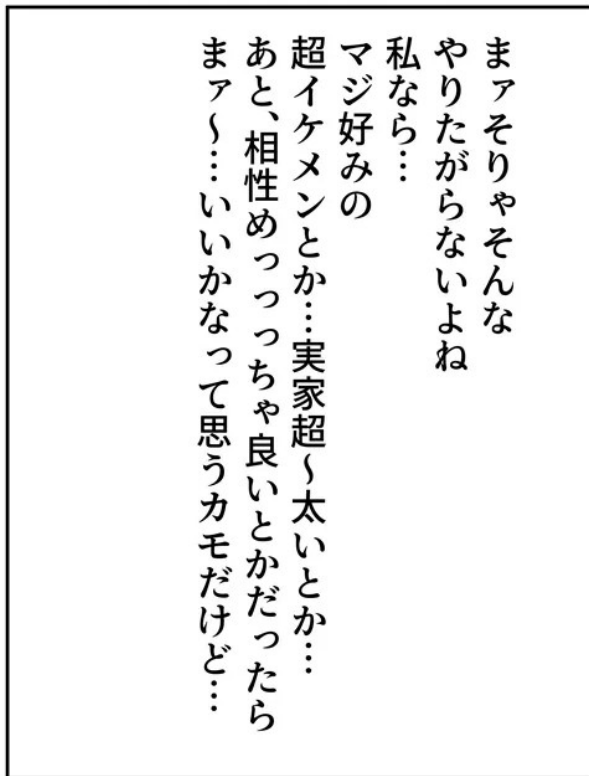 まァそりゃそんな
やりたがらないよね
私なら…
マジ好みの
超イケメンとか…実家超～太いとか…
あと、相性めっっっちゃ良いとかだったら
まァ～…いいかなって思うカモだけど…